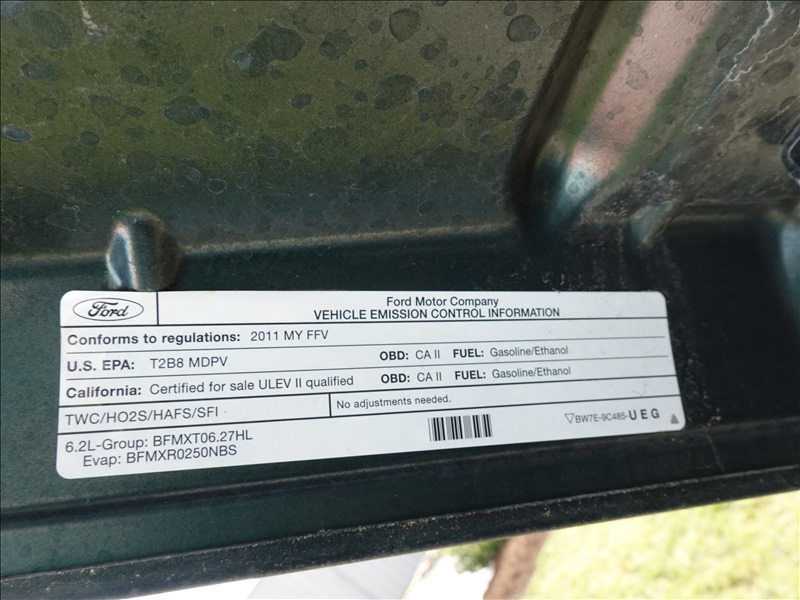 Ford
Ford Motor Company
VEHICLE EMISSION CONTROL INFORMATION
Conforms to regulations: 2011 MY FFV
U.S. EPA: T2B8 MDPV OBD: CA II FUEL: Gasoline/Ethanol
California: Certified for sale ULEV II qualified OBD: CA II FUEL: Gasoline/Ethanol
TWC/HO2S/HAFS/SFI
No adjustments needed.
6.2L-Group: BFMXT06.27HL
Evap: BFMXR0250NBS
BW7E-9C485-UEG